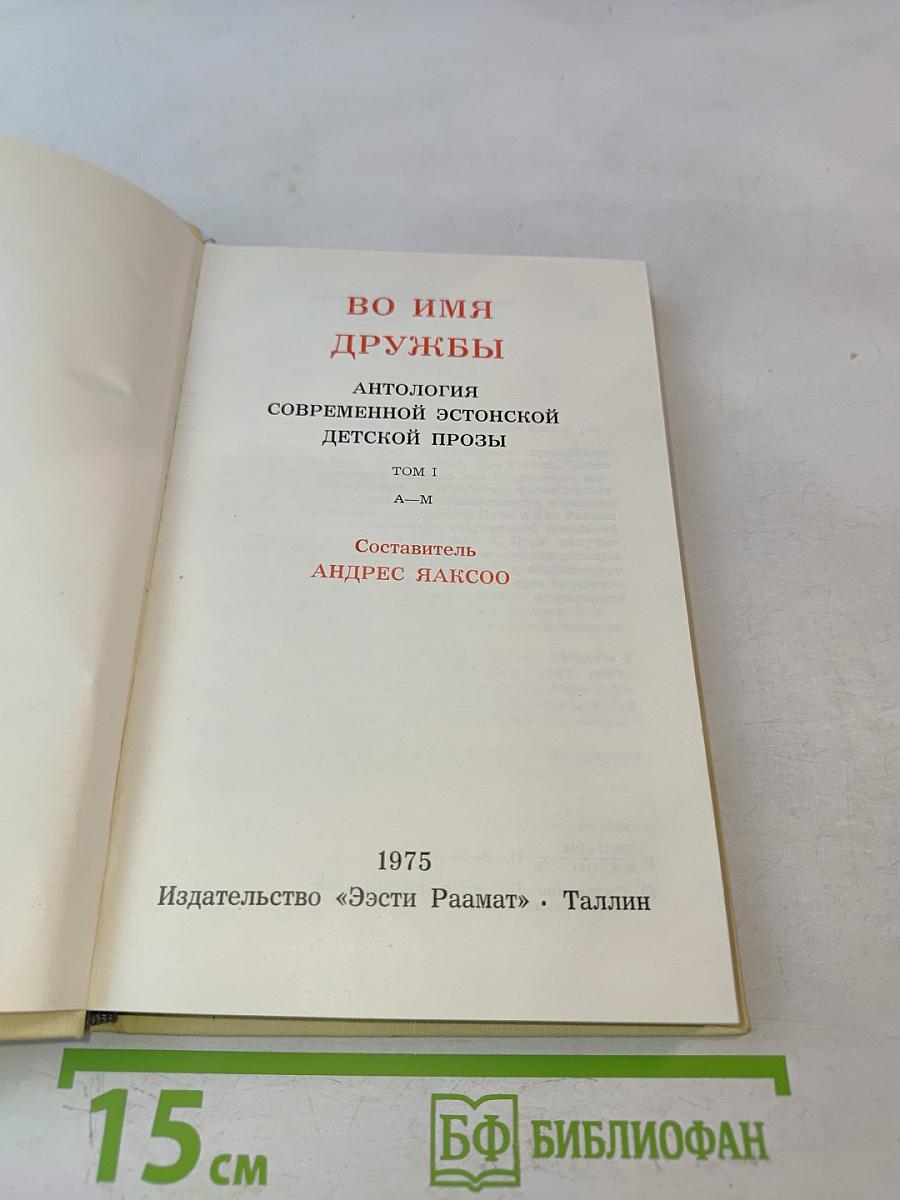 ВО ИМЯ
ДРУЖБЫ
АНТОЛОГИЯ
СОВРЕМЕННОЙ ЭСТОНСКОЙ
ДЕТСКОЙ ПРОЗЫ
ТОМ I
А—М
Составитель
АНДРЕС ЯАКСОО
1975
Издательство «Ээсти Раамат» · Таллин
15 см
БФ БИБЛИОФАН